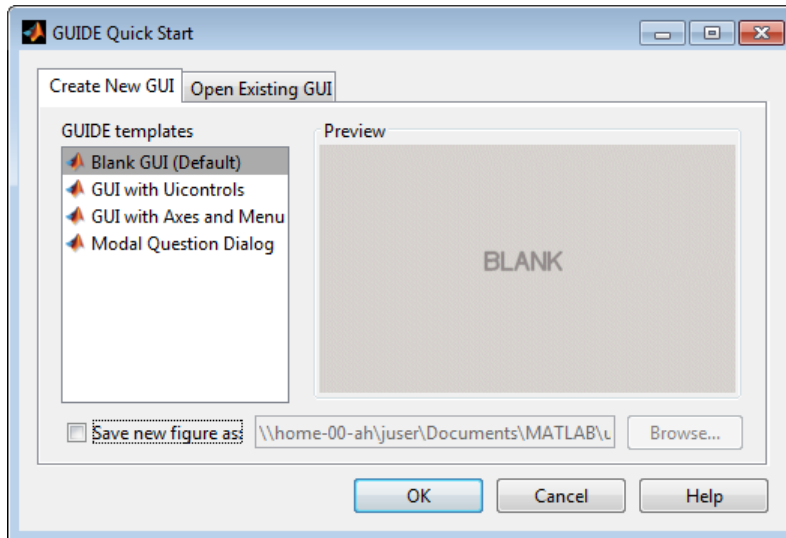 GUIDE Quick Start
Create New GUI
Open Existing GUI
GUIDE templates
Preview
Blank GUI (Default)
GUI with Uicontrols
GUI with Axes and Menu
Modal Question Dialog
BLANK
Save new figure as:
\\home-00-ah\juser\Documents\MATLAB\u
Browse...
OK
Cancel
Help